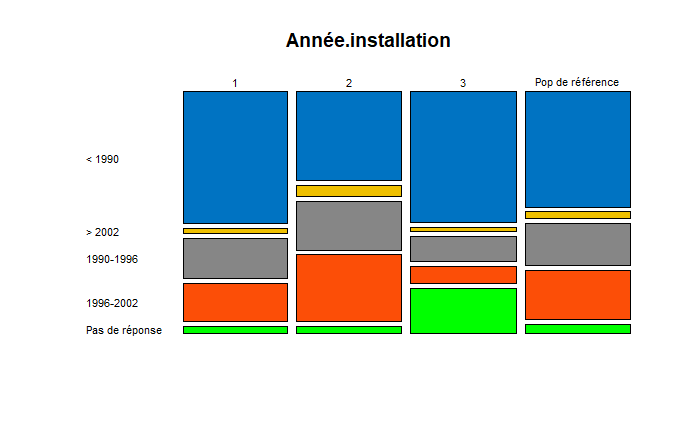 Année.installation
1 2 3 Pop de référence
< 1990
> 2002
1990-1996
1996-2002
Pas de réponse